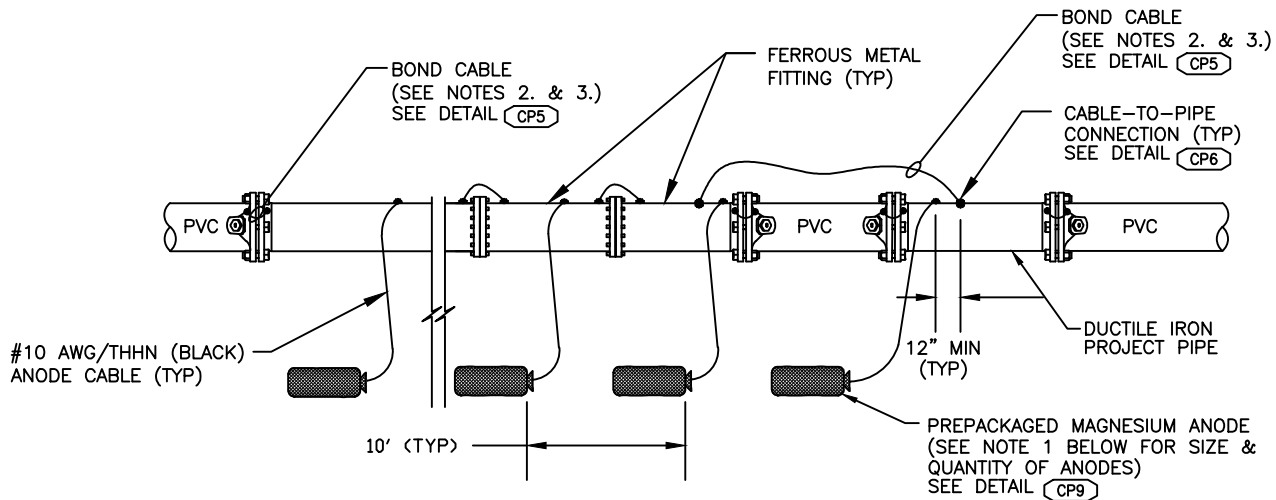 BOND CABLE
(SEE NOTES 2. & 3.)
SEE DETAIL CP5
FERROUS METAL
FITTING (TYP)
BOND CABLE
(SEE NOTES 2. & 3.)
SEE DETAIL CP5
CABLE-TO-PIPE
CONNECTION (TYP)
SEE DETAIL CP6
PVC
PVC
PVC
#10 AWG/THHN (BLACK)
ANODE CABLE (TYP)
12" MIN
(TYP)
DUCTILE IRON
PROJECT PIPE
10' (TYP)
PREPACKAGED MAGNESIUM ANODE
(SEE NOTE 1 BELOW FOR SIZE &
QUANTITY OF ANODES)
SEE DETAIL CP9